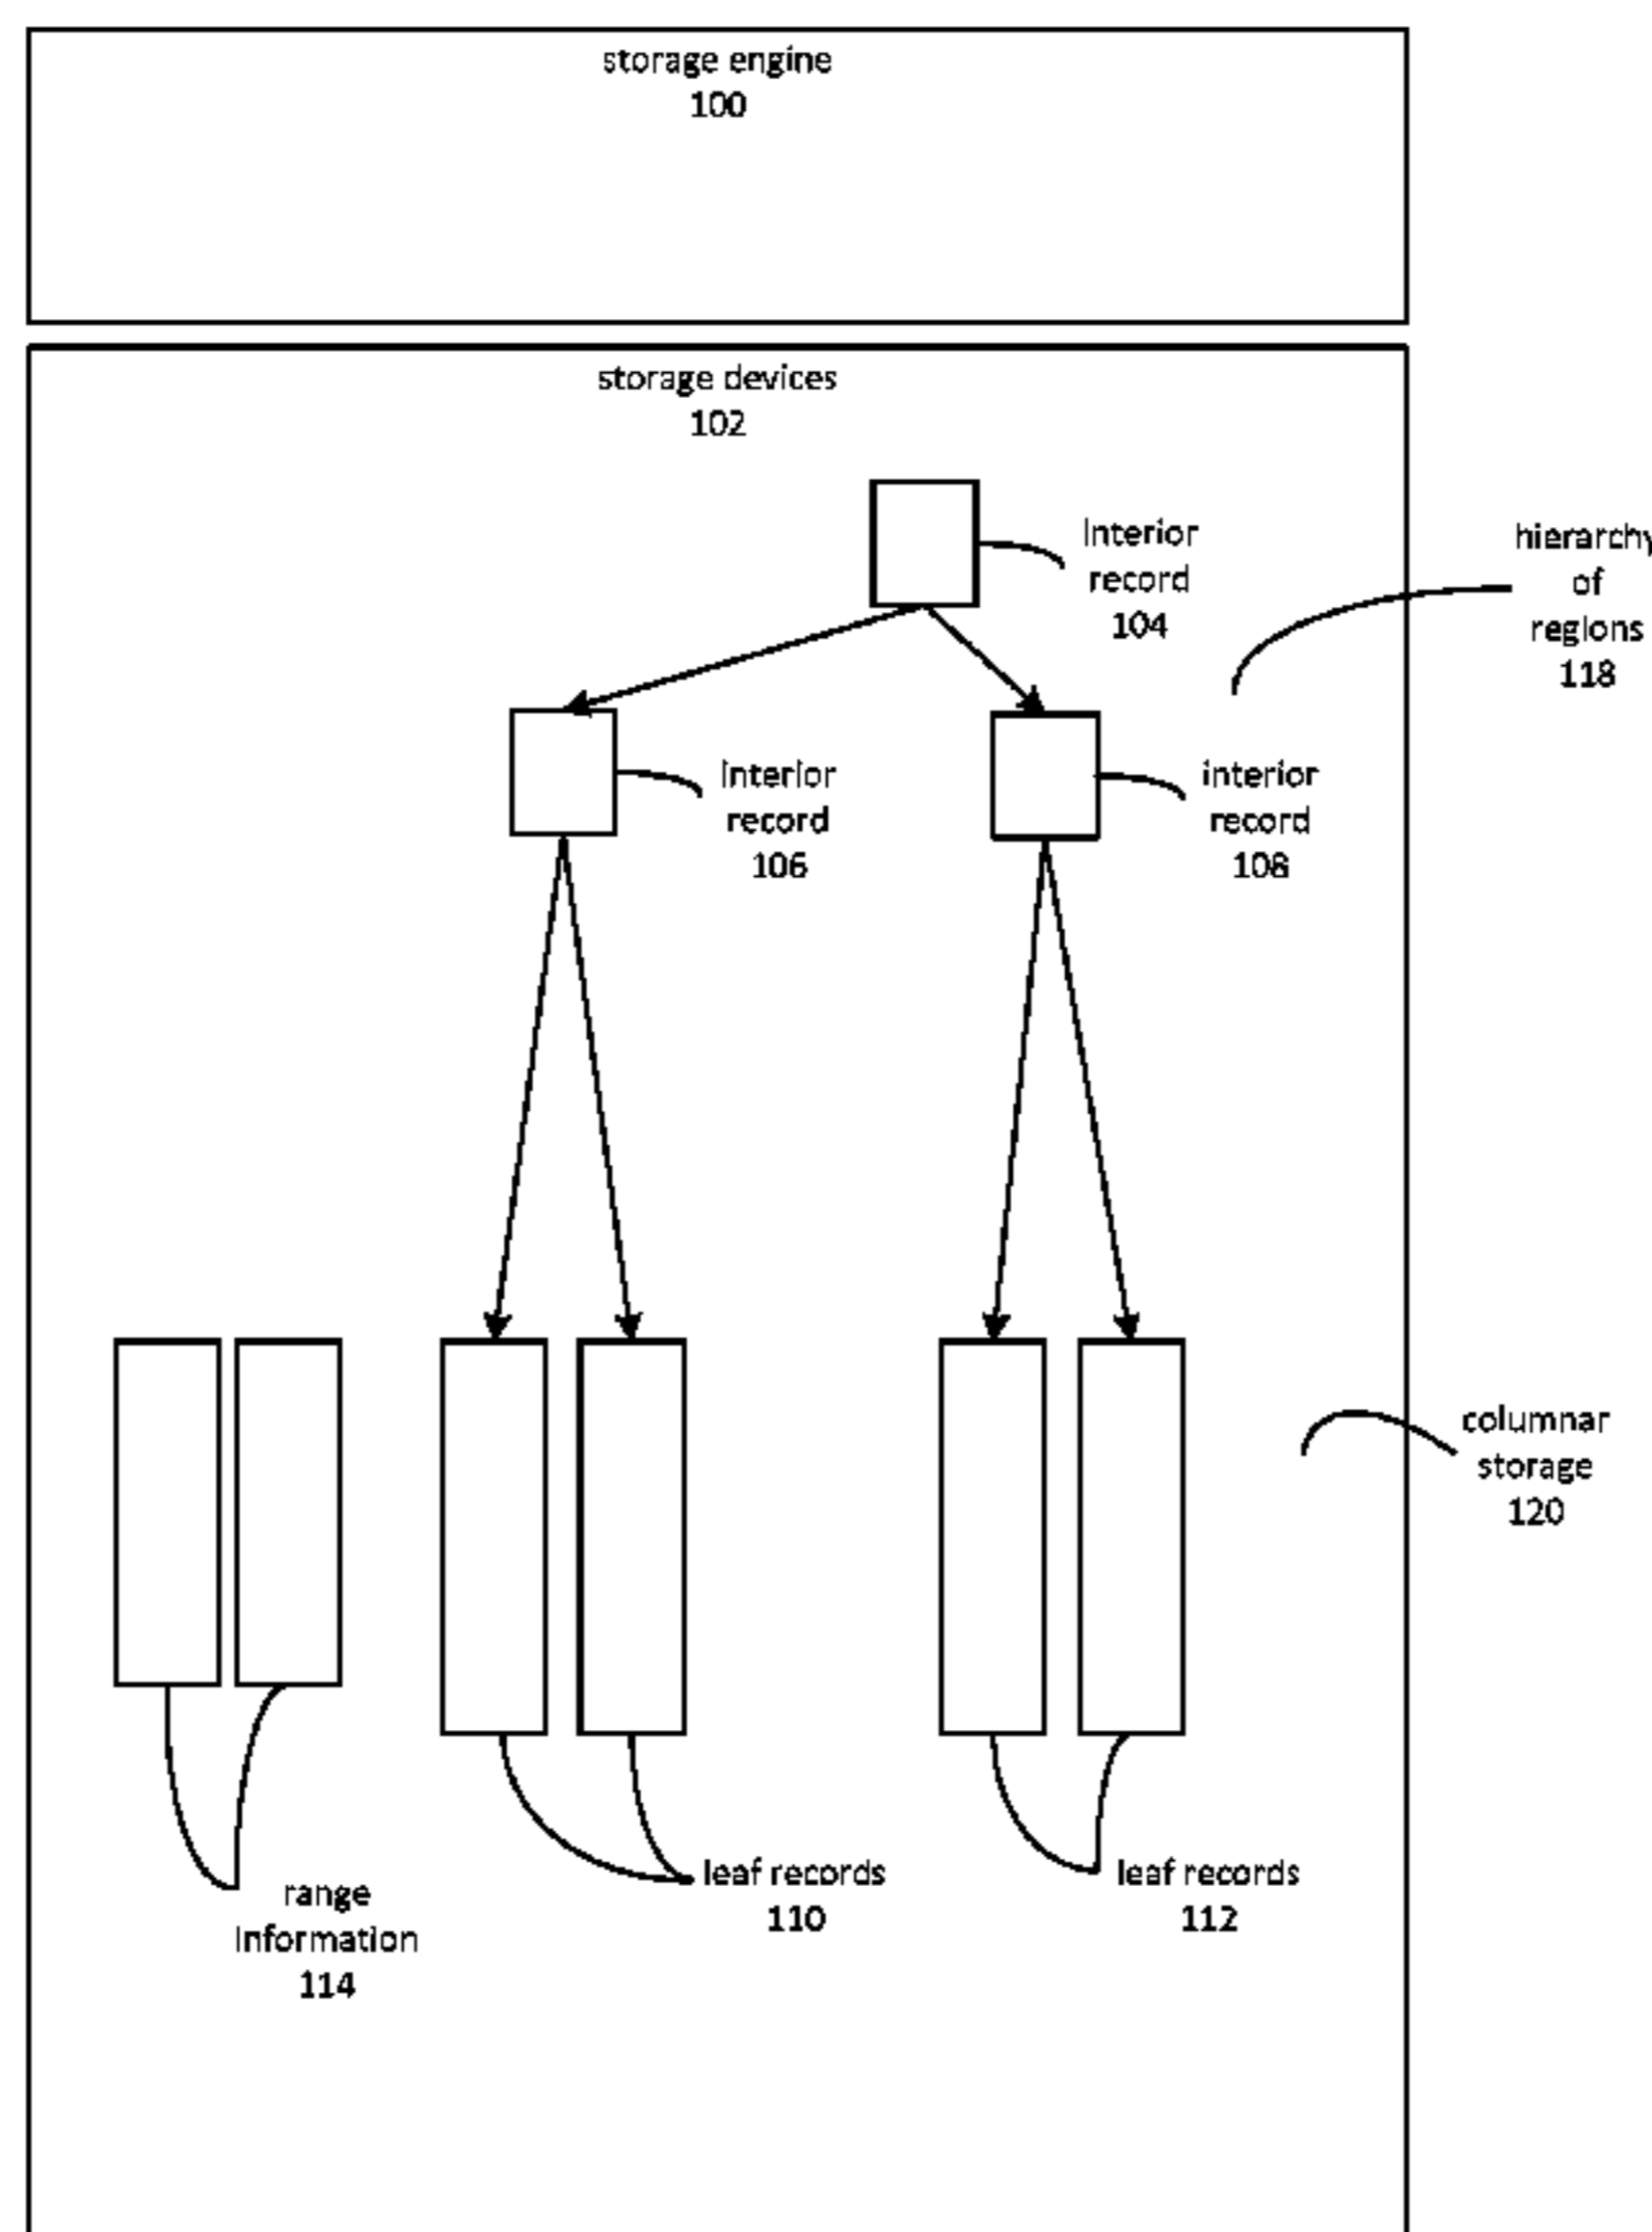 storage engine
100
storage devices
102
Interior
record
104
hierarchy
of
regions
118
interior
record
106
interior
record
108
columnar
storage
120
leaf records
110
leaf records
112
range
information
114